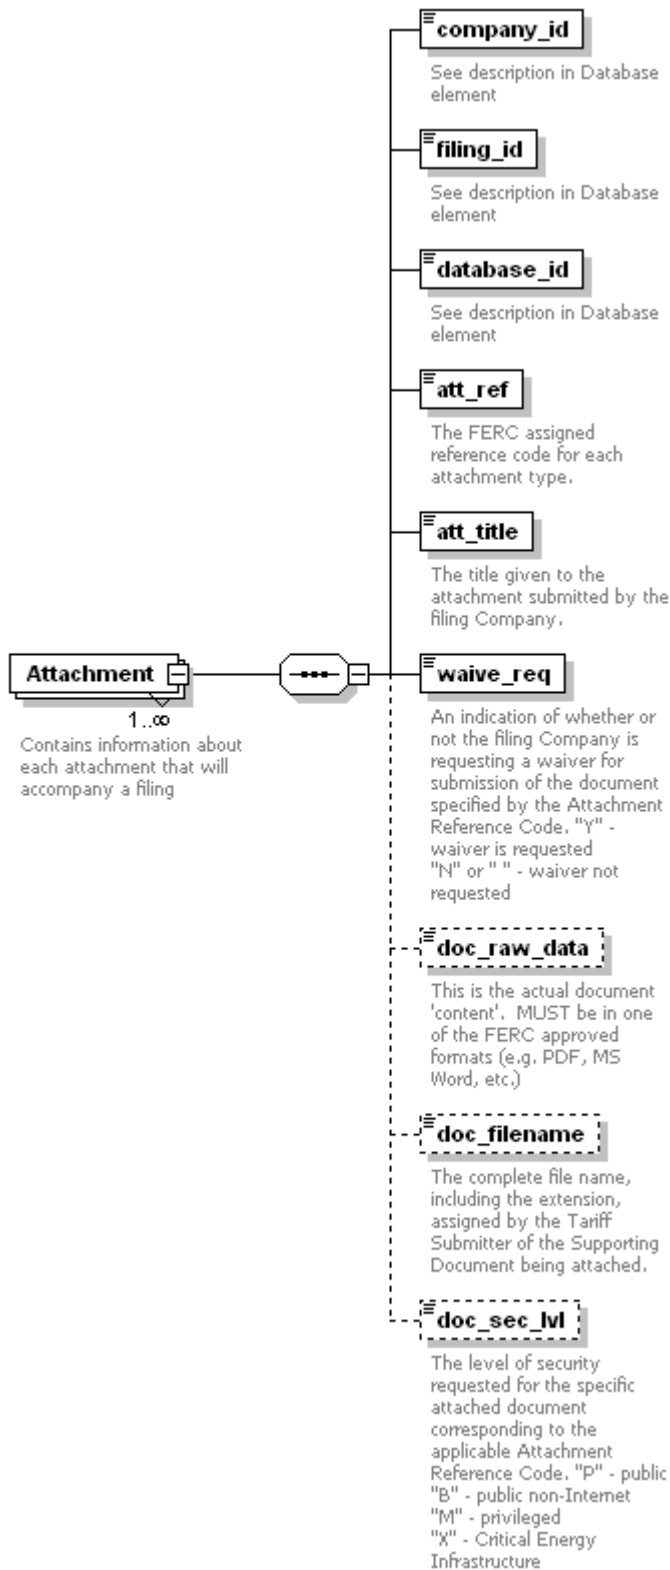 company_id
See description in Database
element
filing_id
See description in Database
element
database_id
See description in Database
element
att_ref
The FERC assigned
reference code for each
attachment type.
att_title
The title given to the
attachment submitted by the
filing Company.
Attachment
1..∞
Contains information about
each attachment that will
accompany a filing
waive_req
An indication of whether or
not the filing Company is
requesting a waiver for
submission of the document
specified by the Attachment
Reference Code. "Y" -
waiver is requested
"N" or " " - waiver not
requested
doc_raw_data
This is the actual document
'content'.  MUST be in one
of the FERC approved
formats (e.g. PDF, MS
Word, etc.)
doc_filename
The complete file name,
including the extension,
assigned by the Tariff
Submitter of the Supporting
Document being attached.
doc_sec_lvl
The level of security
requested for the specific
attached document
corresponding to the
applicable Attachment
Reference Code. "P" - public
"B" - public non-Internet
"M" - privileged
"X" - Critical Energy
Infrastructure